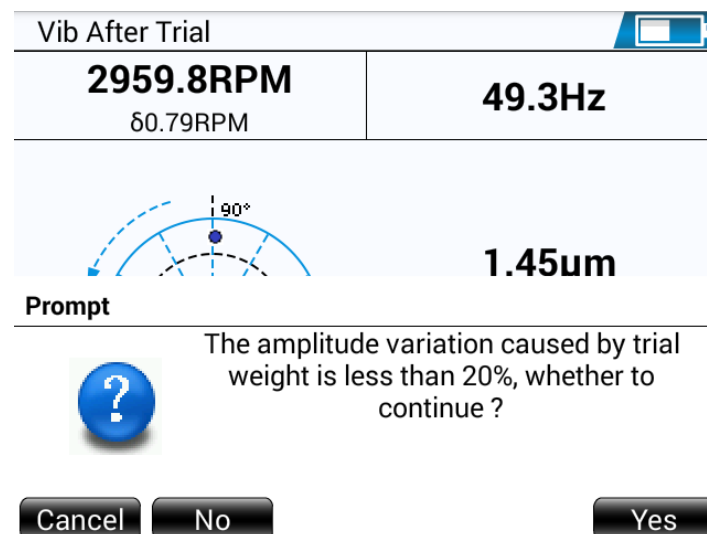 Vib After Trial
2959.8RPM
δ0.79RPM
49.3Hz
90°
1.45um
Prompt
The amplitude variation caused by trial
weight is less than 20%, whether to
continue ?
Cancel
No
Yes